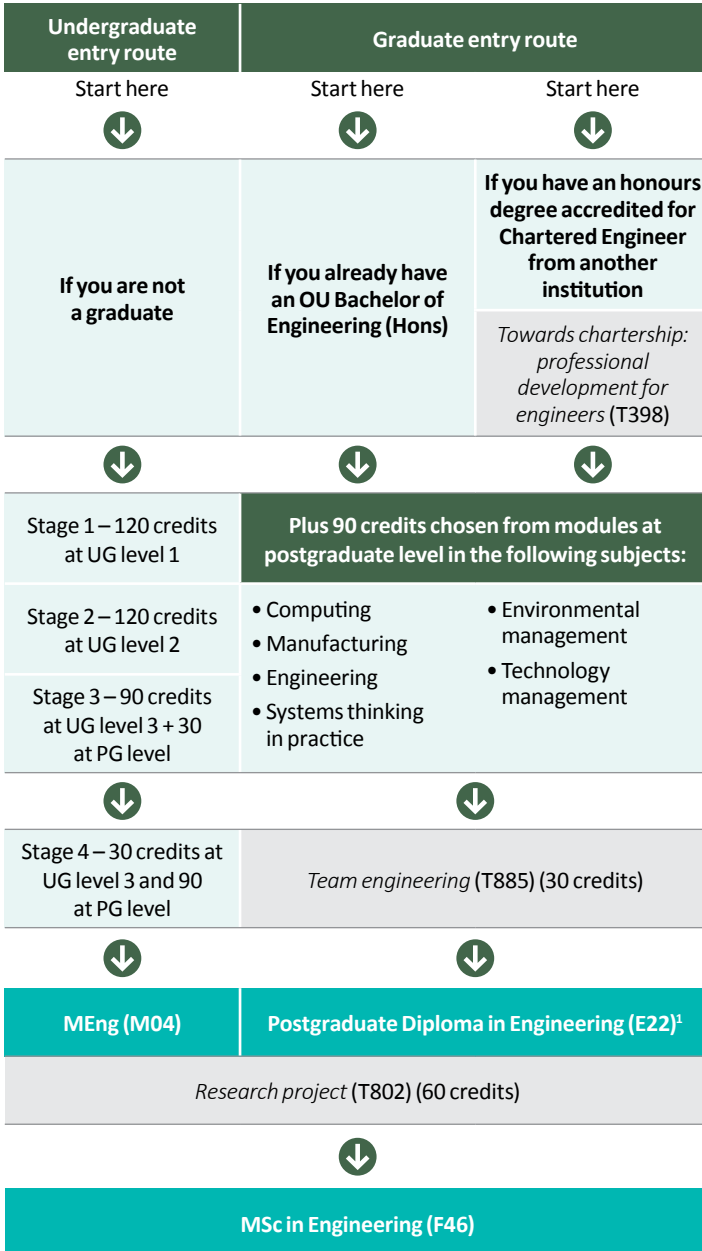 Undergraduate
entry route
Graduate entry route
Start here
Start here
Start here
If you are not
a graduate
If you already have
an OU Bachelor of
Engineering (Hons)
If you have an honours
degree accredited for
Chartered Engineer
from another
institution
Towards chartership:
professional
development for
engineers (T398)
Stage 1 – 120 credits
at UG level 1
Stage 2 – 120 credits
at UG level 2
Stage 3 – 90 credits
at UG level 3 + 30
at PG level
Plus 90 credits chosen from modules at
postgraduate level in the following subjects:
• Computing
• Manufacturing
• Engineering
• Systems thinking
in practice
• Environmental
management
• Technology
management
Stage 4 – 30 credits at
UG level 3 and 90
at PG level
Team engineering (T885) (30 credits)
MEng (M04)
Postgraduate Diploma in Engineering (E22)¹
Research project (T802) (60 credits)
MSc in Engineering (F46)